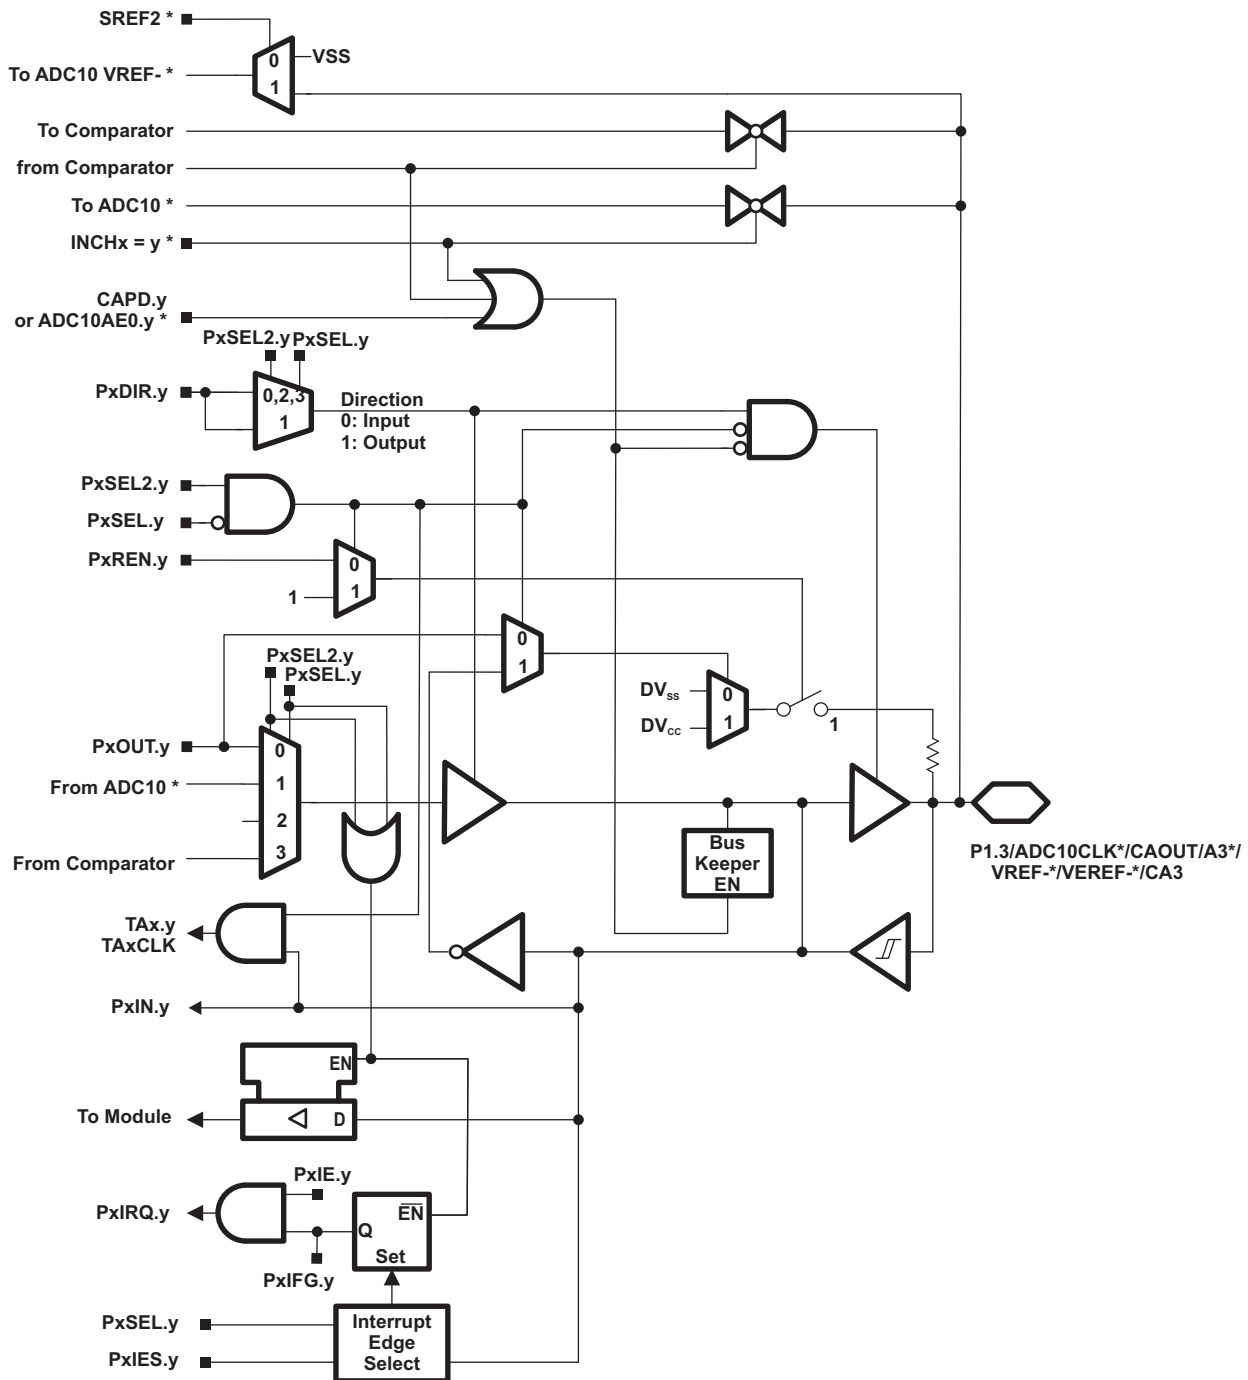 SREF2 *
VSS
0
To ADC10 VREF- *
1
To Comparator
from Comparator
To ADC10 *
INCHx = y *
CAPD.y
or ADC10AE0.y *
PxSEL2.y PxSEL.y
PxDIR.y
0,2,3
1
Direction
0: Input
1: Output
PxSEL2.y
PxSEL.y
PxREN.y
0
1
1
0
1
PxSEL2.y
PxSEL.y
DVSS
0
DVCC
1
1
PxOUT.y
0
From ADC10 *
1
2
From Comparator
3
Bus
Keeper
EN
P1.3/ADC10CLK*/CAOUT/A3*/
VREF-*/VEREF-*/CA3
TAx.y
TAxCLK
PxIN.y
EN
To Module
D
PxIE.y
PxIRQ.y
EN
Q
Set
PxIFG.y
PxSEL.y
PxIES.y
Interrupt
Edge
Select